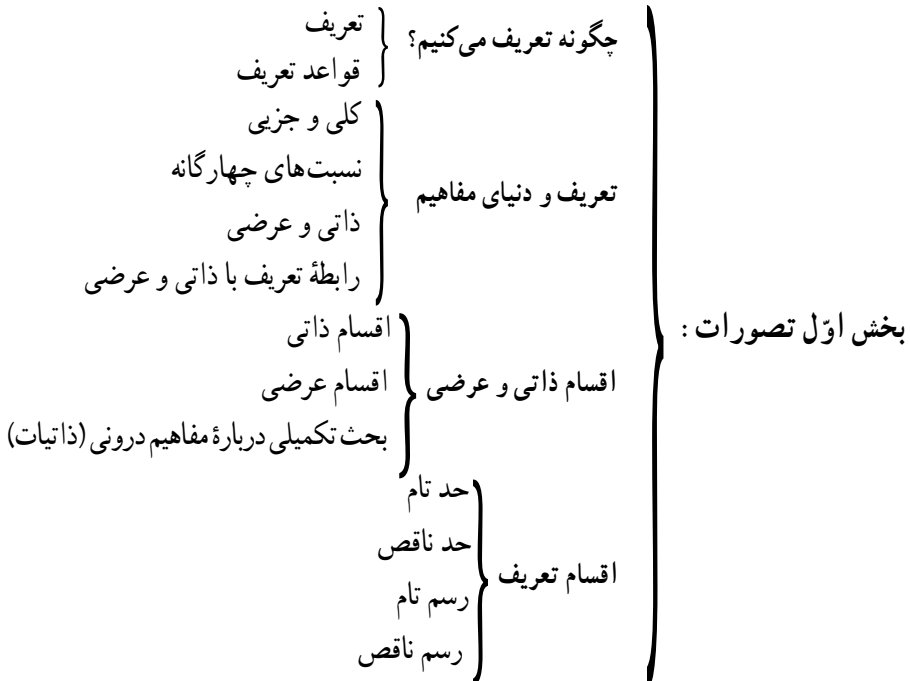 بخش اوّل تصورات :
چگونه تعریف می‌کنیم؟
تعریف
قواعد تعریف
تعریف و دنیای مفاهیم
کلی و جزیی
نسبت‌های چهارگانه
ذاتی و عرضی
رابطهٔ تعریف با ذاتی و عرضی
اقسام ذاتی و عرضی
اقسام ذاتی
اقسام عرضی
بحث تکمیلی دربارهٔ مفاهیم درونی (ذاتیات)
اقسام تعریف
حد تام
حد ناقص
رسم تام
رسم ناقص